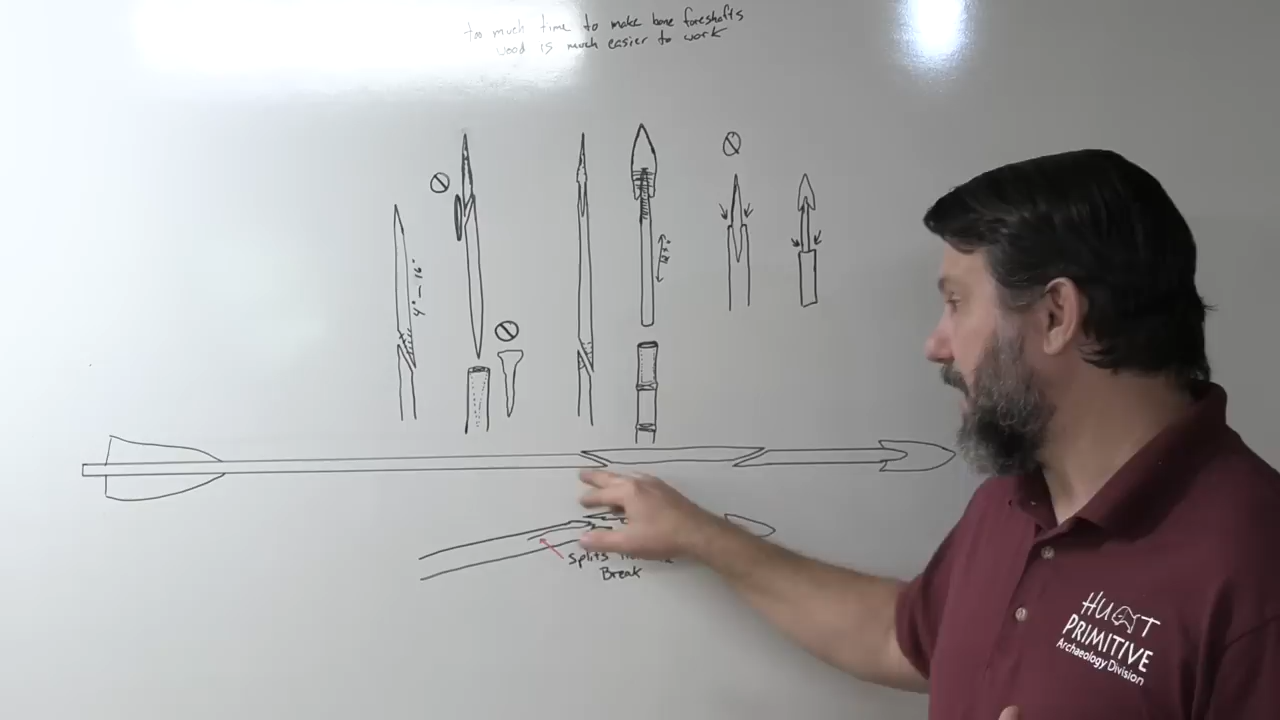 too much time to make bone foreshafts
wood is much easier to work
4" – 16"
Splits
Break
HUNT
PRIMITIVE
Archaeology Division